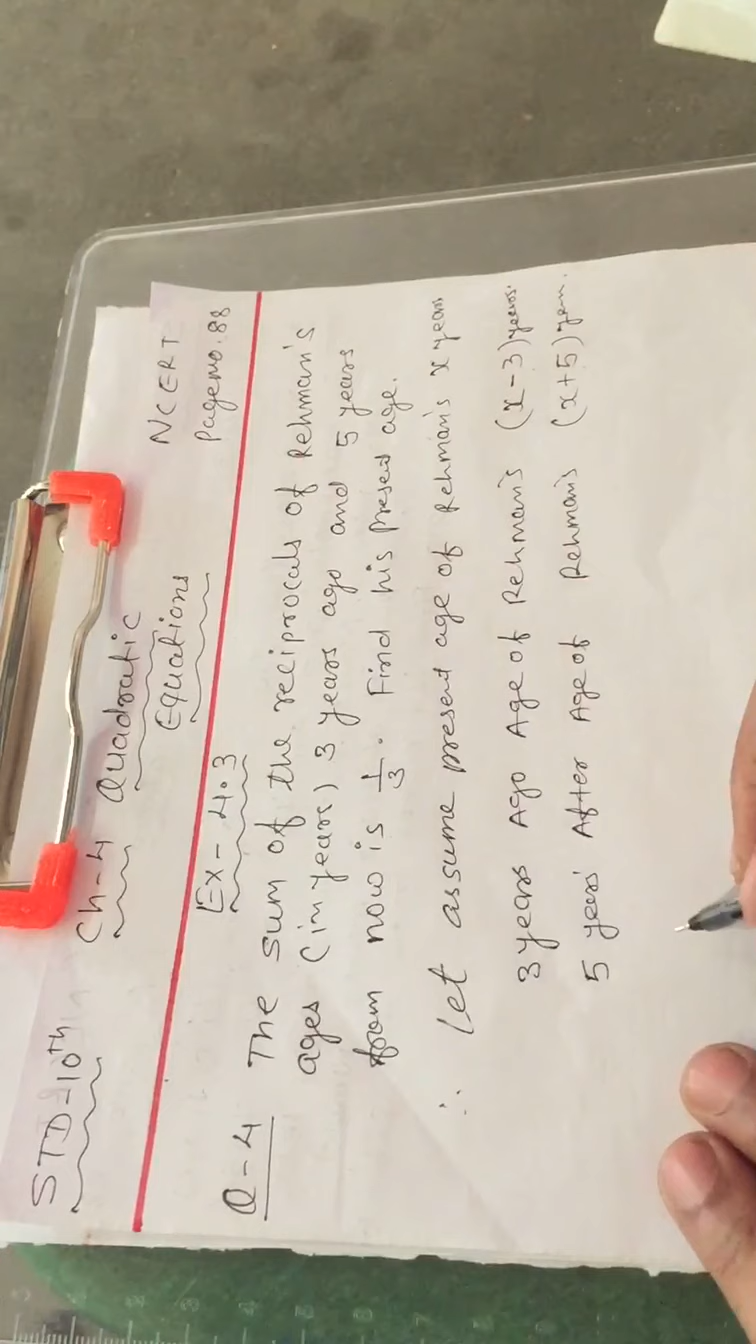 STD-10th Ch-4 Quadratic NCERT
Equations Pageno.88
Ex-4.3
Q-4 The sum of the reciprocals of Rehman's
ages (in years) 3 years ago and 5 years
from now is 1/3. Find his present age.
∴ Let assume present age of Rehman's x years
3 years Ago Age of Rehman's (x-3) years.
5 years After Age of Rehman's (x+5) years.